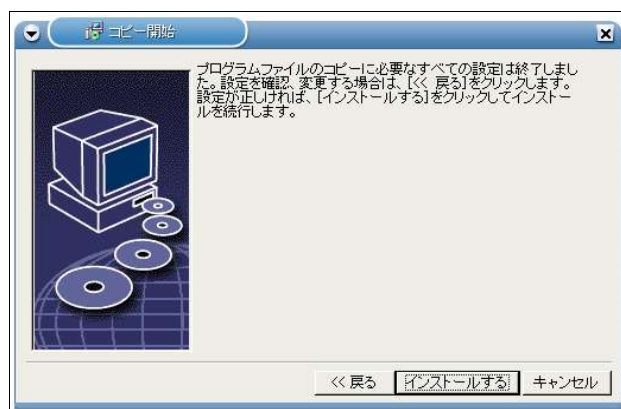 コピー開始
プログラムファイルのコピーに必要なすべての設定は終了しまし
た。設定を確認、変更する場合は、[<< 戻る]をクリックします。
設定が正しければ、[インストールする]をクリックしてインストー
ルを続行します。
<< 戻る インストールする キャンセル